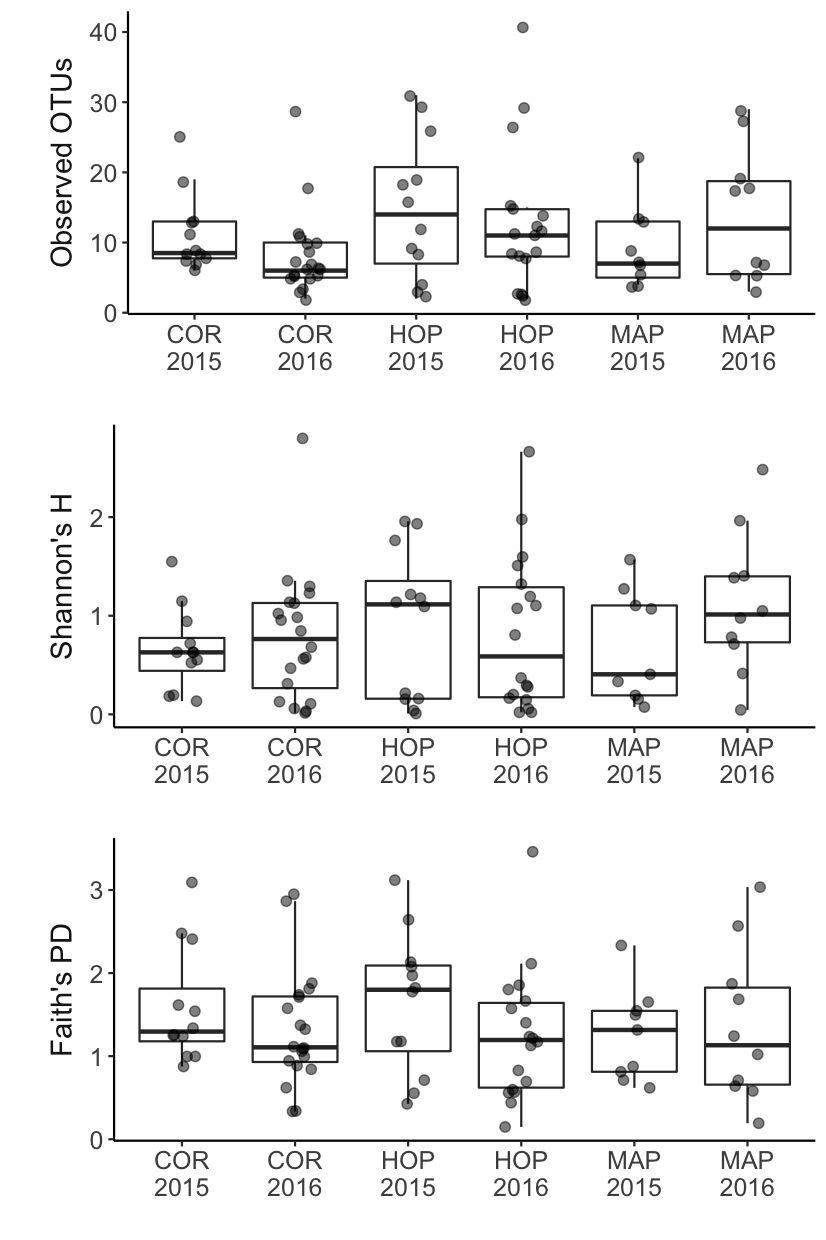 Observed OTUs
40
30
20
10
0
COR COR HOP HOP MAP MAP
2015 2016 2015 2016 2015 2016
Shannon's H
2
1
0
COR COR HOP HOP MAP MAP
2015 2016 2015 2016 2015 2016
Faith's PD
3
2
1
0
COR COR HOP HOP MAP MAP
2015 2016 2015 2016 2015 2016